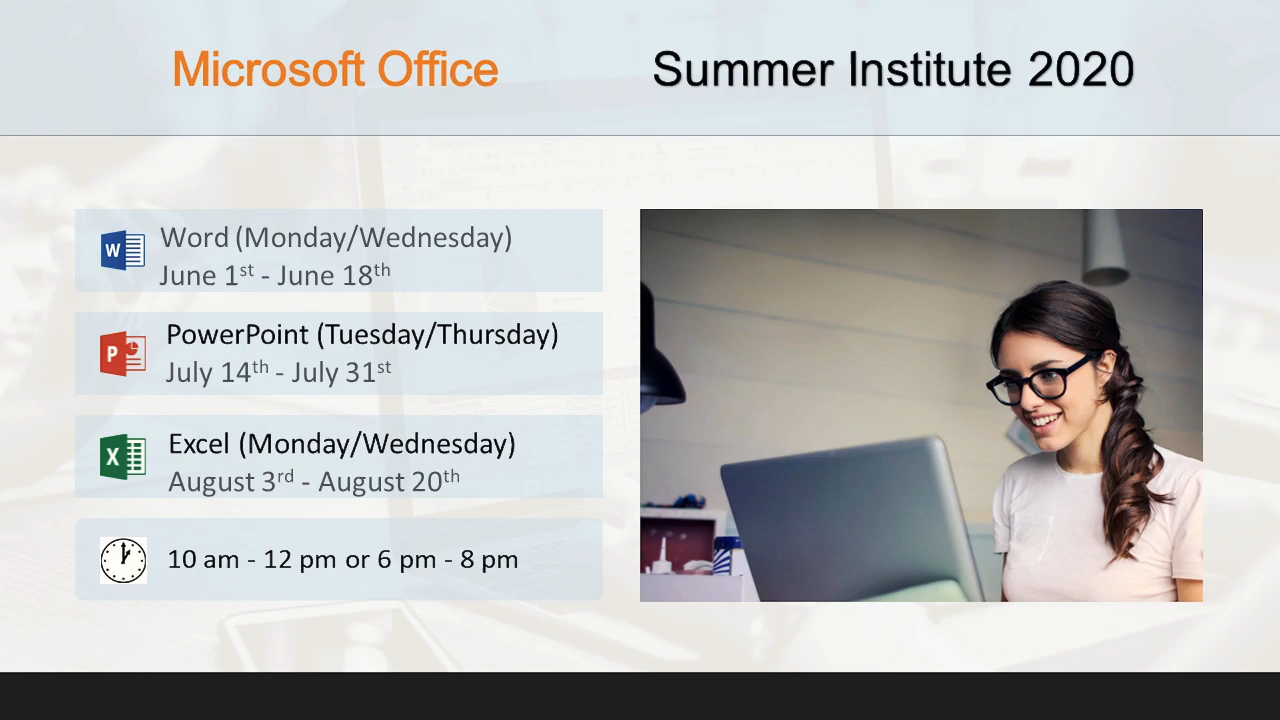 Microsoft Office
Summer Institute 2020
W
Word (Monday/Wednesday)
June 1st - June 18th
P
PowerPoint (Tuesday/Thursday)
July 14th - July 31st
X
Excel (Monday/Wednesday)
August 3rd - August 20th
10 am - 12 pm or 6 pm - 8 pm